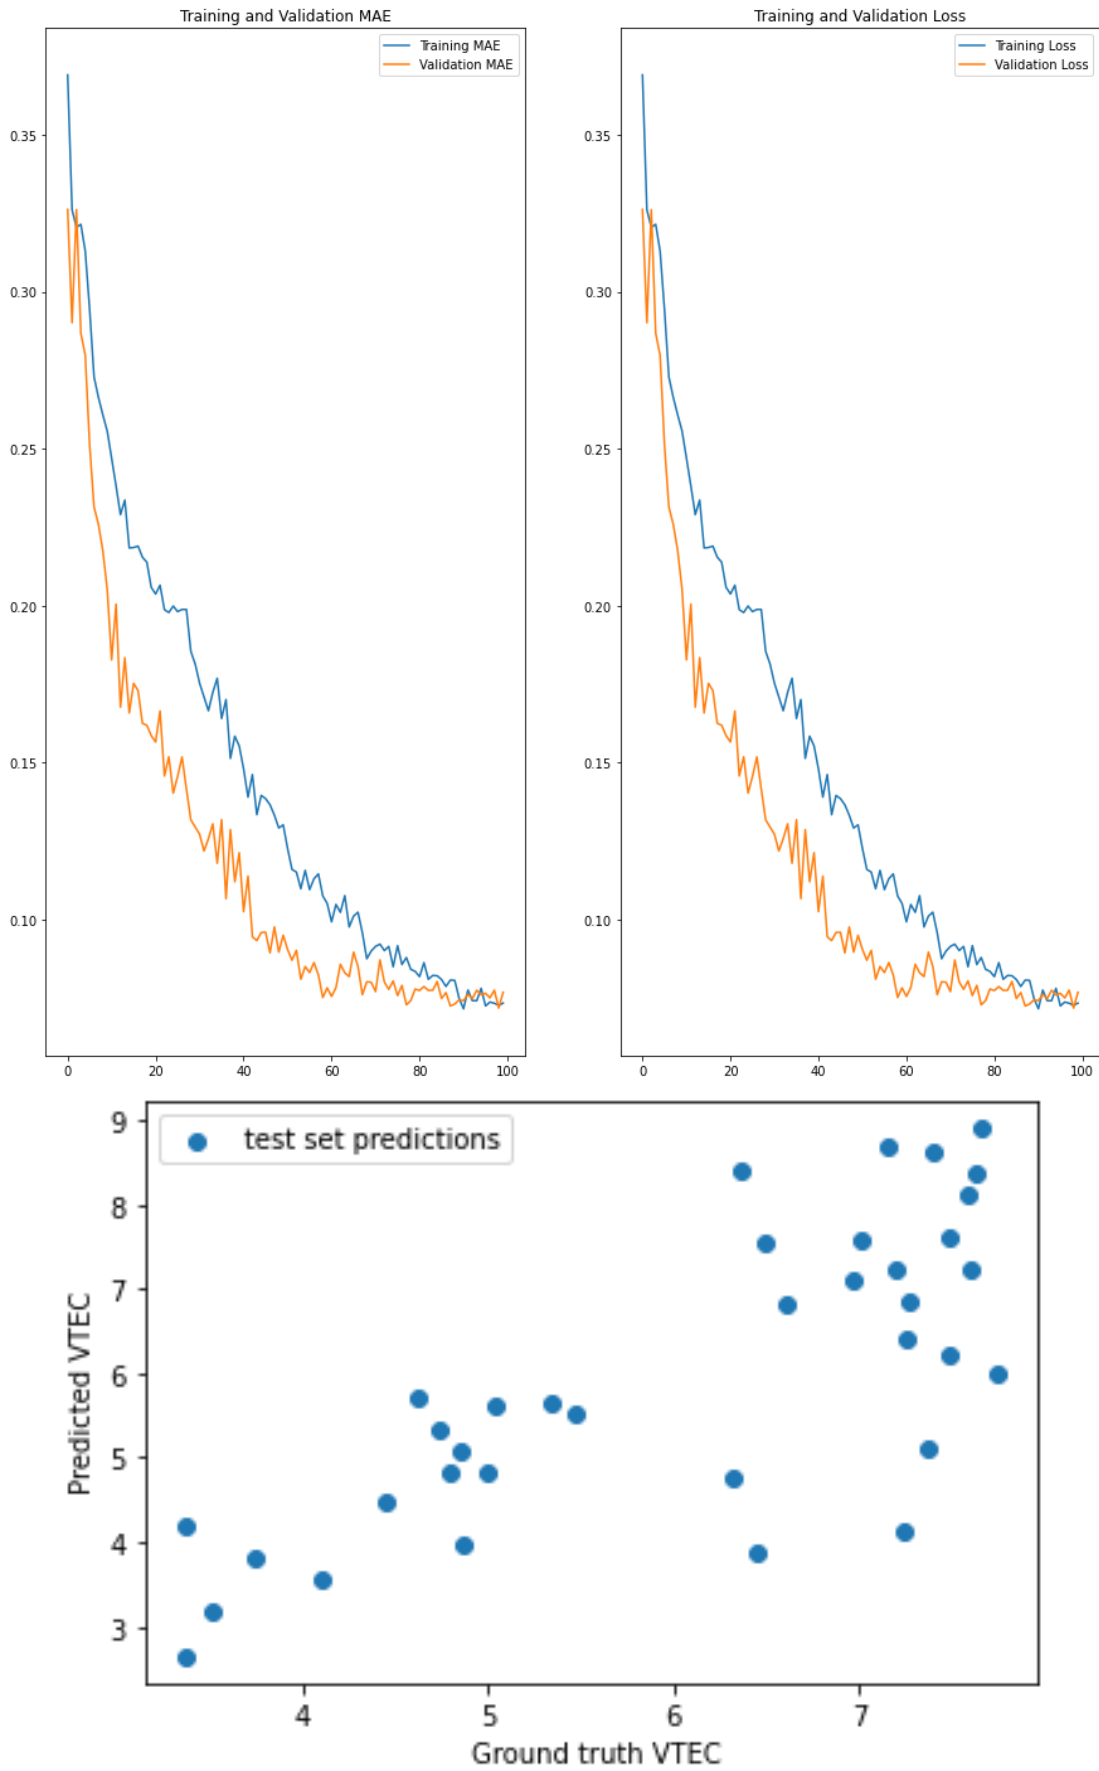 Training and Validation MAE
Training MAE
Validation MAE
0.35
0.30
0.25
0.20
0.15
0.10
0 20 40 60 80 100
Training and Validation Loss
Training Loss
Validation Loss
0.35
0.30
0.25
0.20
0.15
0.10
0 20 40 60 80 100
test set predictions
Predicted VTEC
9
8
7
6
5
4
3
4 5 6 7
Ground truth VTEC